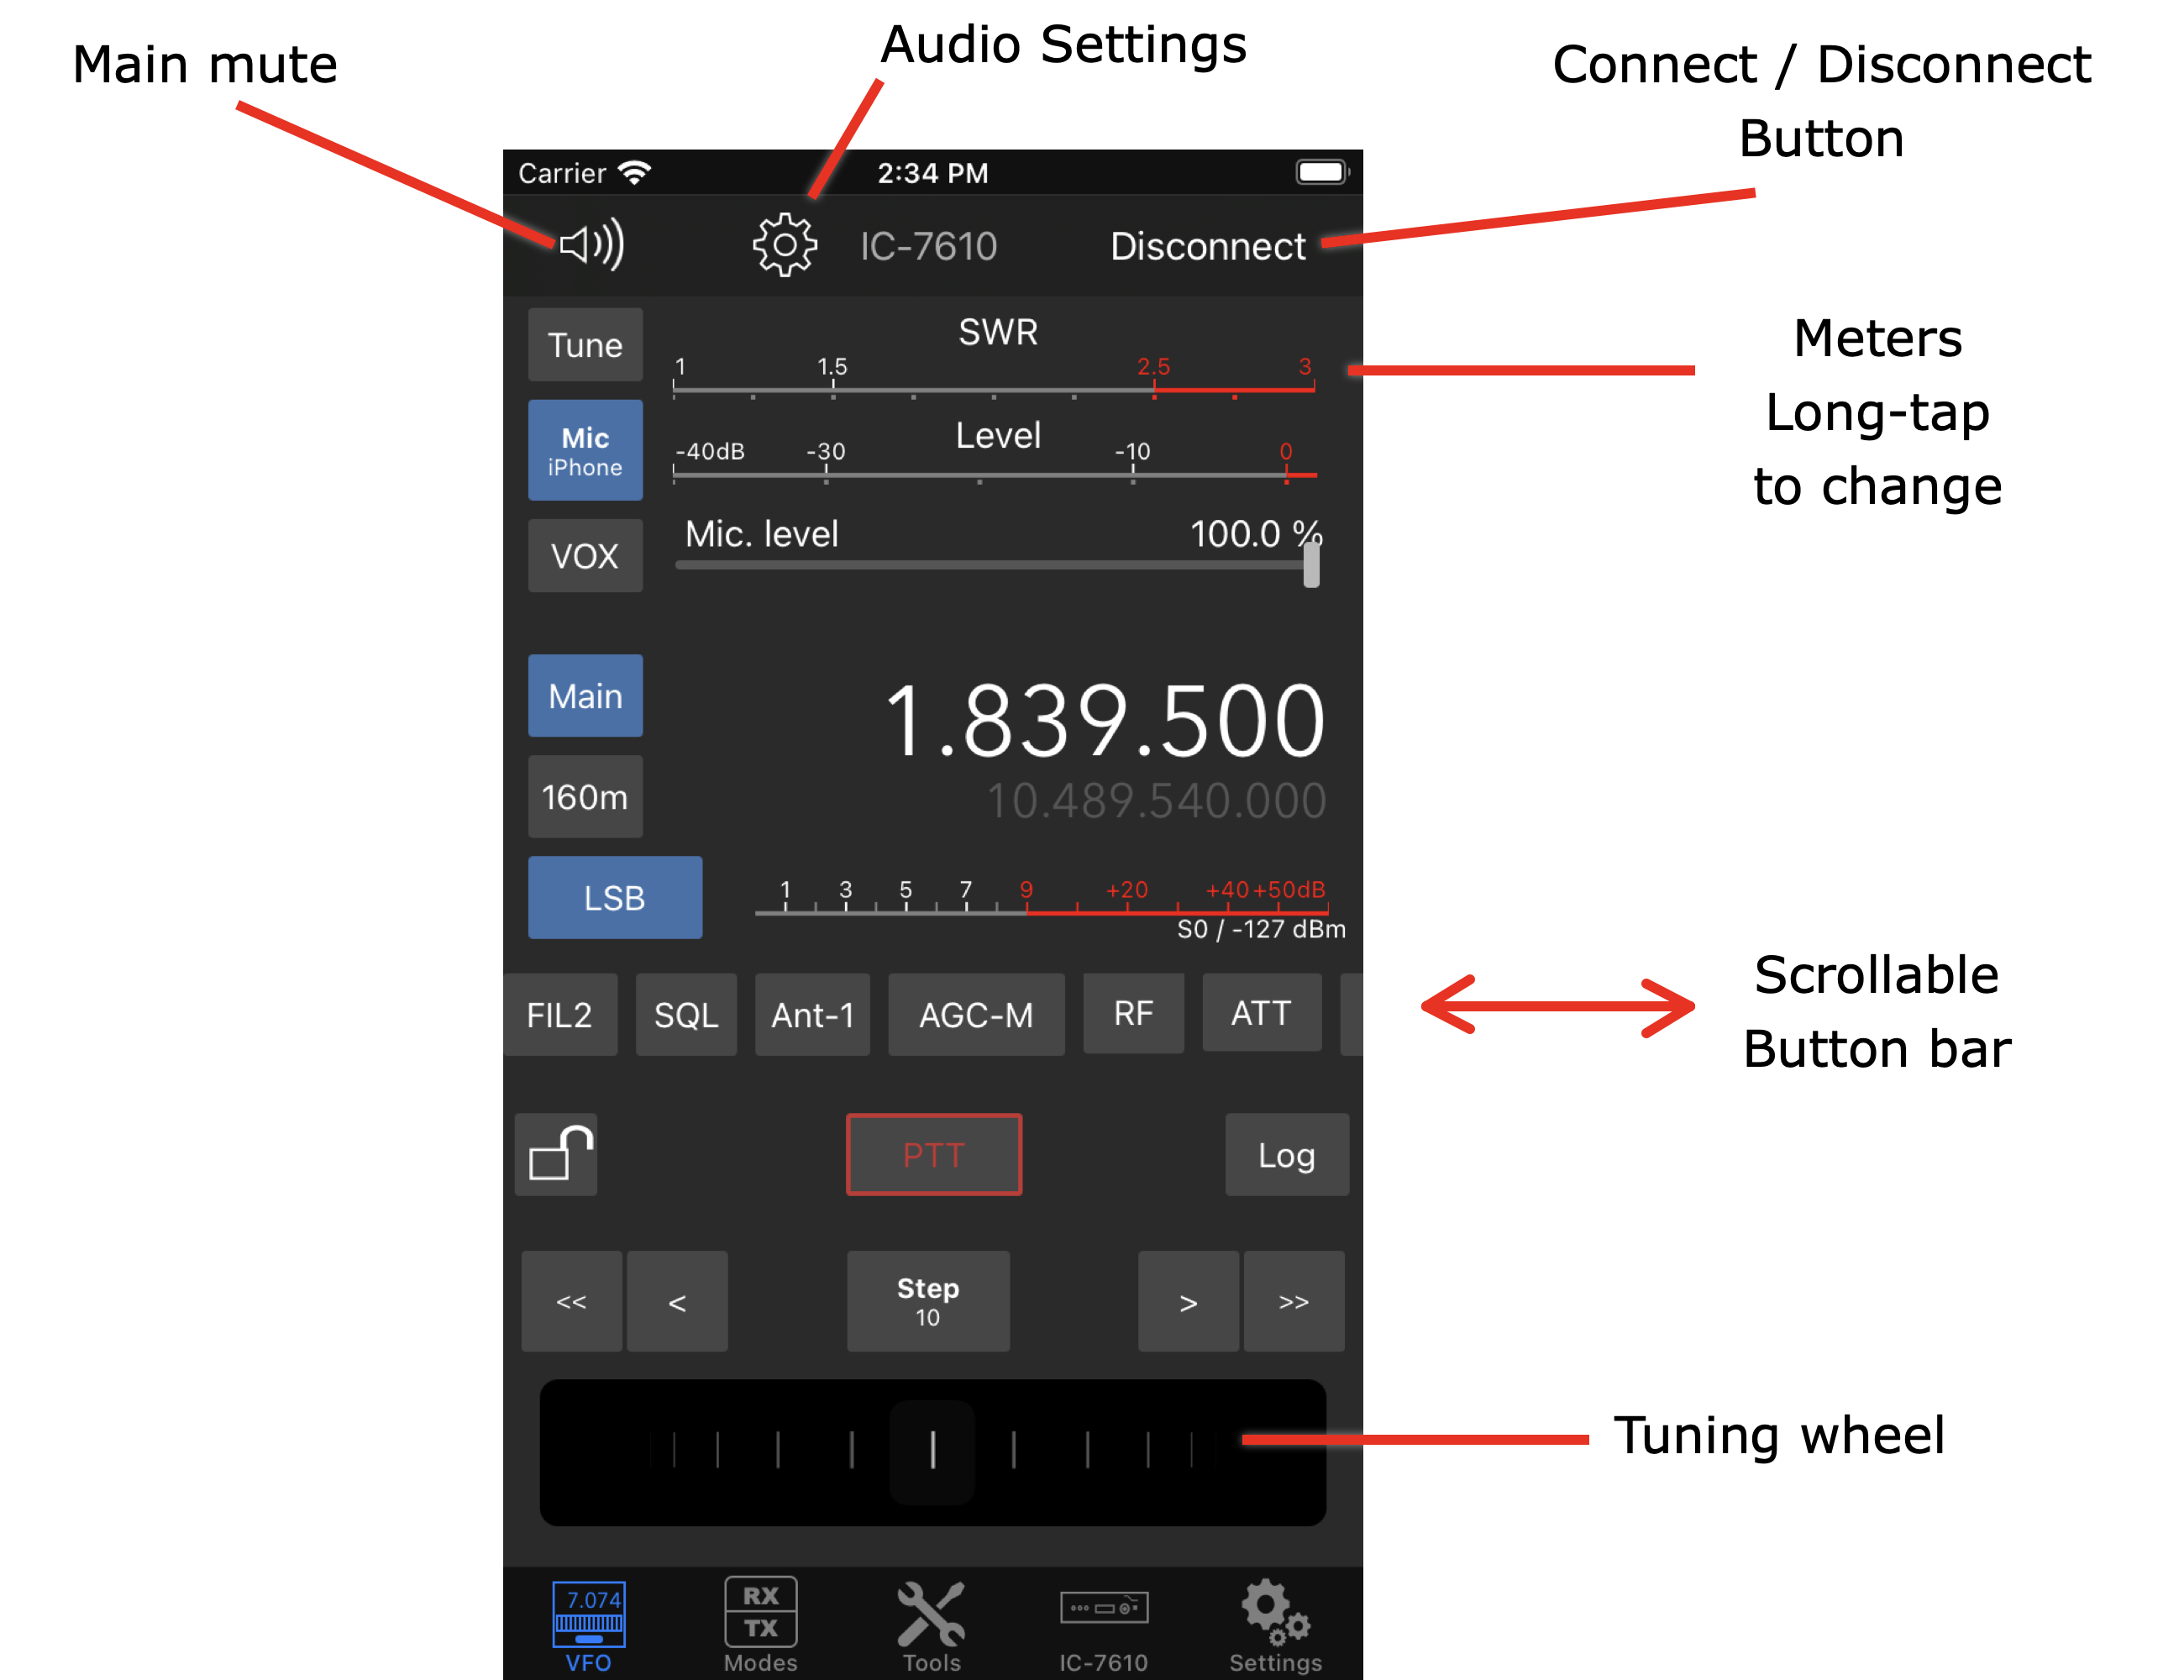 Main mute
Audio Settings
Connect / Disconnect
Button
Carrier
2:34 PM
IC-7610
Disconnect
Tune
SWR
1 1.5 2.5 3
Meters
Long-tap
to change
Mic
iPhone
Level
-40dB -30 -10 0
VOX
Mic. level 100.0 %
Main
1.839.500
160m
10.489.540.000
LSB
1 3 5 7 9 +20 +40 +50dB
S0 / -127 dBm
FIL2 SQL Ant-1 AGC-M RF ATT
Scrollable
Button bar
PTT
Log
<< <
Step
10
> >>
Tuning wheel
7.074
RX
TX
VFO Modes Tools IC-7610 Settings